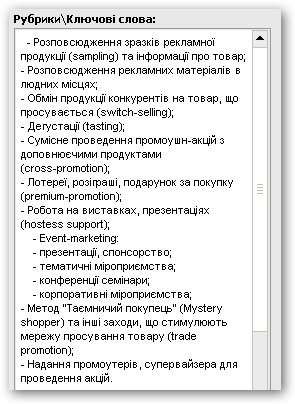 Рубрики\Ключові слова:
- Розповсюдження зразків рекламної
продукції (sampling) та інформації про товар;
- Розповсюдження рекламних матеріалів в
людних місцях;
- Обмін продукції конкурентів на товар, що
просувається (switch-selling);
- Дегустації (tasting);
- Сумісне проведення промоушн-акцій з
доповнюючими продуктами
(cross-promotion);
- Лотереї, розіграші, подарунок за покупку
(premium-promotion);
- Робота на виставках, презентаціях
(hostess support);
- Event-marketing:
- презентації, спонсорство;
- тематичні міроприємства;
- конференції семінари;
- корпоративні міроприємства;
- Метод "Таємничий покупець" (Mystery
shopper) та інші заходи, що стимулюють
мережу просування товару (trade
promotion);
- Надання промоутерів, супервайзера для
проведення акцій.